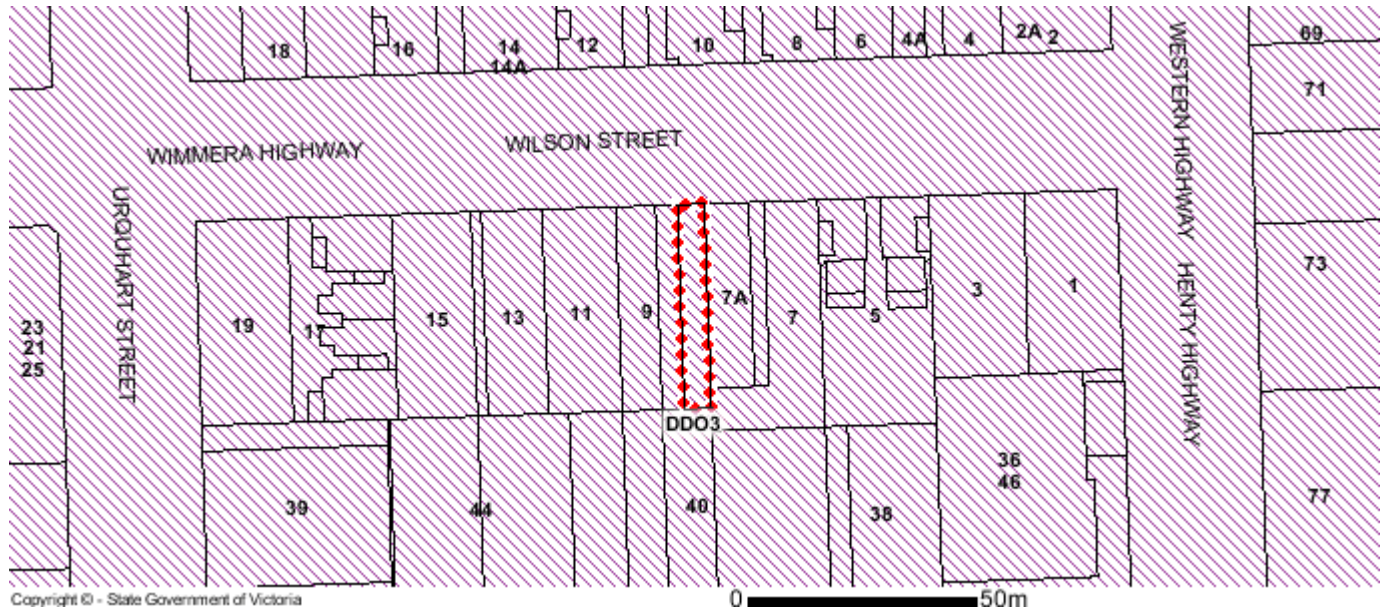 18
16
14
14A
12
10
8
6
4A
4
2A 2
69
71
WIMMERA HIGHWAY
WILSON STREET
URQUHART STREET
WESTERN HIGHWAY HENTY HIGHWAY
23
21
25
19
17
15
13
11
9
7A
7
5
3
1
73
DDO3
39
44
40
38
36
46
77
Copyright © - State Government of Victoria
0 50m